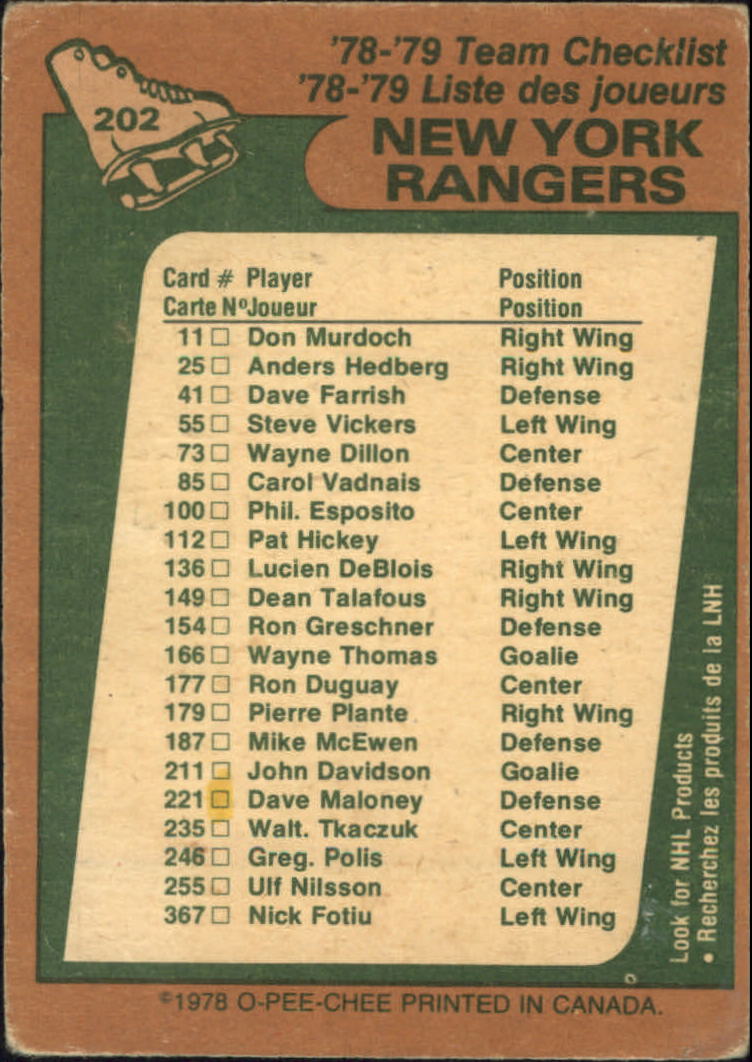 '78-'79 Team Checklist
'78-'79 Liste des joueurs
202
NEW YORK
RANGERS
Card # Player Position
Carte Nº Joueur Position
11 □ Don Murdoch Right Wing
25 □ Anders Hedberg Right Wing
41 □ Dave Farrish Defense
55 □ Steve Vickers Left Wing
73 □ Wayne Dillon Center
85 □ Carol Vadnais Defense
100 □ Phil. Esposito Center
112 □ Pat Hickey Left Wing
136 □ Lucien DeBlois Right Wing
149 □ Dean Talafous Right Wing
154 □ Ron Greschner Defense
166 □ Wayne Thomas Goalie
177 □ Ron Duguay Center
179 □ Pierre Plante Right Wing
187 □ Mike McEwen Defense
211 □ John Davidson Goalie
221 □ Dave Maloney Defense
235 □ Walt. Tkaczuk Center
246 □ Greg. Polis Left Wing
255 □ Ulf Nilsson Center
367 □ Nick Fotiu Left Wing
Look for NHL Products
• Recherchez les produits de la LNH
©1978 O-PEE-CHEE PRINTED IN CANADA.